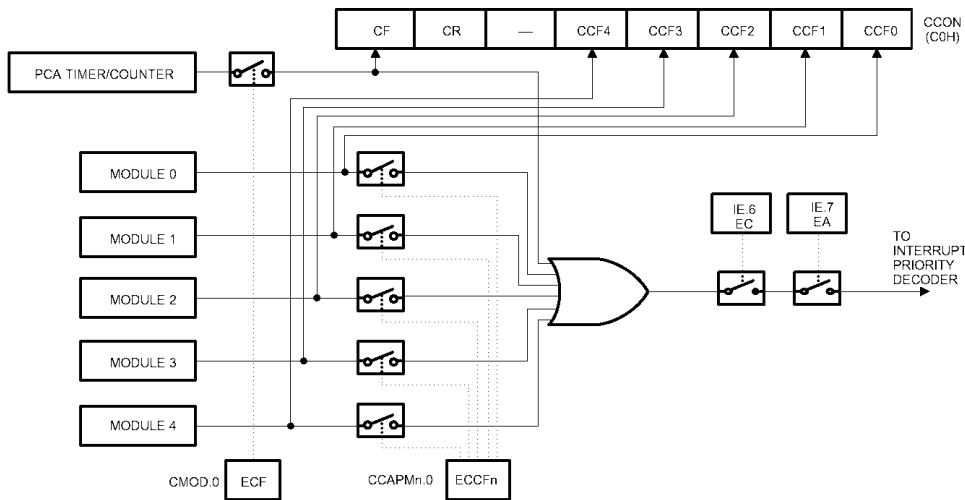 CF CR — CCF4 CCF3 CCF2 CCF1 CCF0
CCON
(C0H)
PCA TIMER/COUNTER
MODULE 0
MODULE 1
MODULE 2
MODULE 3
MODULE 4
IE.6
EC
IE.7
EA
TO
INTERRUPT
PRIORITY
DECODER
CMOD.0 ECF
CCAPMn.0 ECCFn